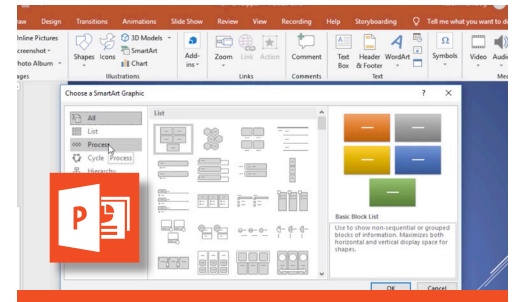 Design Transitions Animations Slide Show Review View Recording Help Storyboarding Tell me what you want to d
nline Pictures
creenshot
hoto Album
Shapes Icons
3D Models
SmartArt
Chart
Add-
ins
Zoom Link Action
Comment
Text
Box
Header
& Footer
WordArt
Symbols
Video Audi
ages Illustrations Links Comments Text Med
Choose a SmartArt Graphic ? X
All
List
Process
Cycle Process
Hierarchy
List
Basic Block List
Use to show non-sequential or grouped
blocks of information. Maximizes both
horizontal and vertical display space for
shapes.
OK Cancel
P